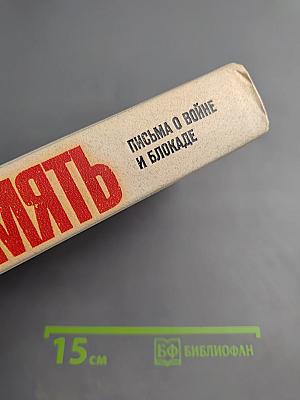 МЯТЬ
ПИСЬМА О ВОЙНЕ
И БЛОКАДЕ
15 см
БФ БИБЛИОФАН